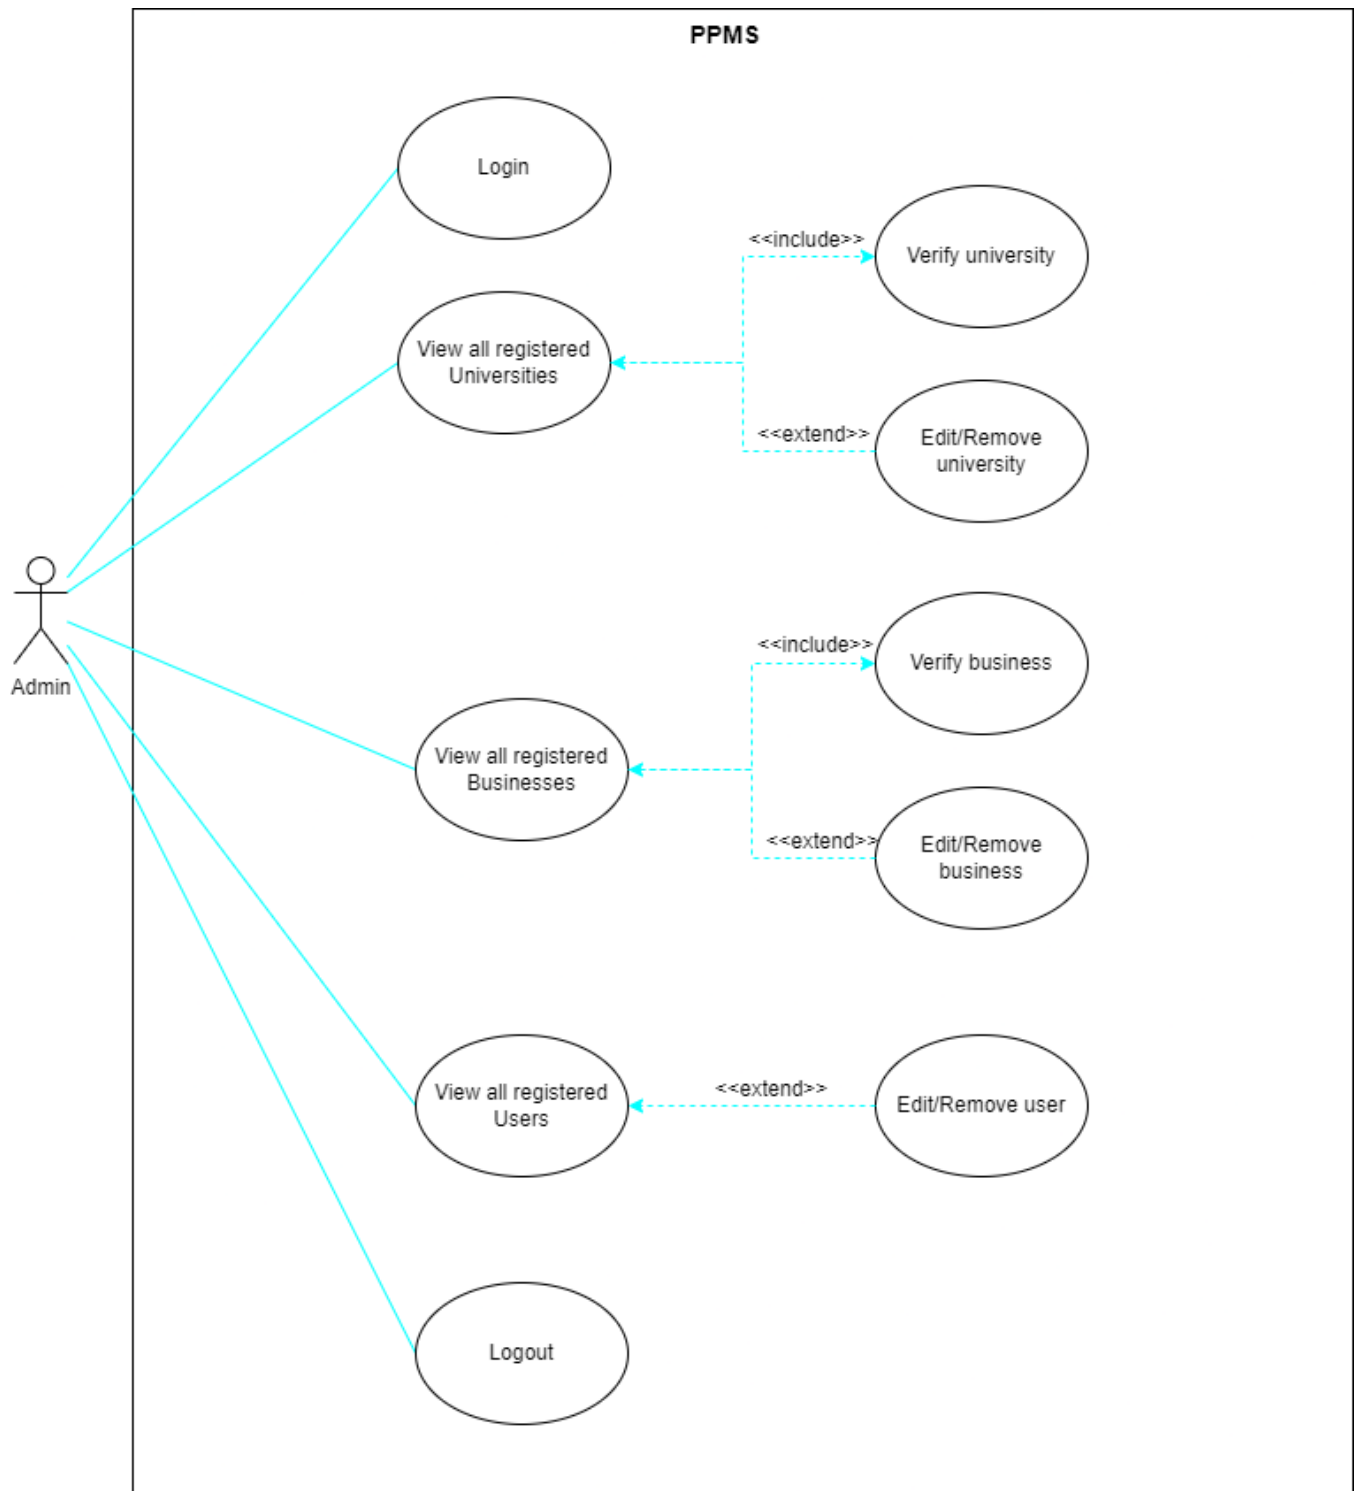 PPMS
Login
<<include>>
Verify university
View all registered
Universities
<<extend>>
Edit/Remove
university
Admin
<<include>>
Verify business
View all registered
Businesses
<<extend>>
Edit/Remove
business
View all registered
Users
<<extend>>
Edit/Remove user
Logout